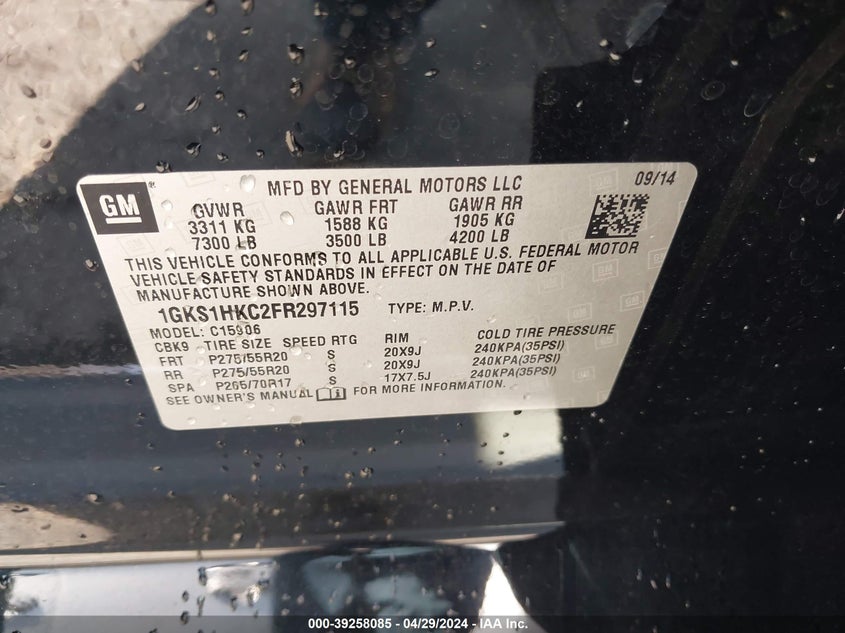 GM
MFD BY GENERAL MOTORS LLC 09/14
GVWR GAWR FRT GAWR RR
3311 KG 1588 KG 1905 KG
7300 LB 3500 LB 4200 LB
THIS VEHICLE CONFORMS TO ALL APPLICABLE U.S. FEDERAL MOTOR
VEHICLE SAFETY STANDARDS IN EFFECT ON THE DATE OF
MANUFACTURE SHOWN ABOVE.
1GKS1HKC2FR297115 TYPE: M.P.V.
MODEL: C15906
CBK9 TIRE SIZE SPEED RTG RIM COLD TIRE PRESSURE
FRT P275/55R20 S 20X9J 240KPA(35PSI)
RR P275/55R20 S 20X9J 240KPA(35PSI)
SPA P265/70R17 S 17X7.5J 240KPA(35PSI)
SEE OWNER'S MANUAL FOR MORE INFORMATION.
000-39258085 - 04/29/2024 - IAA Inc.